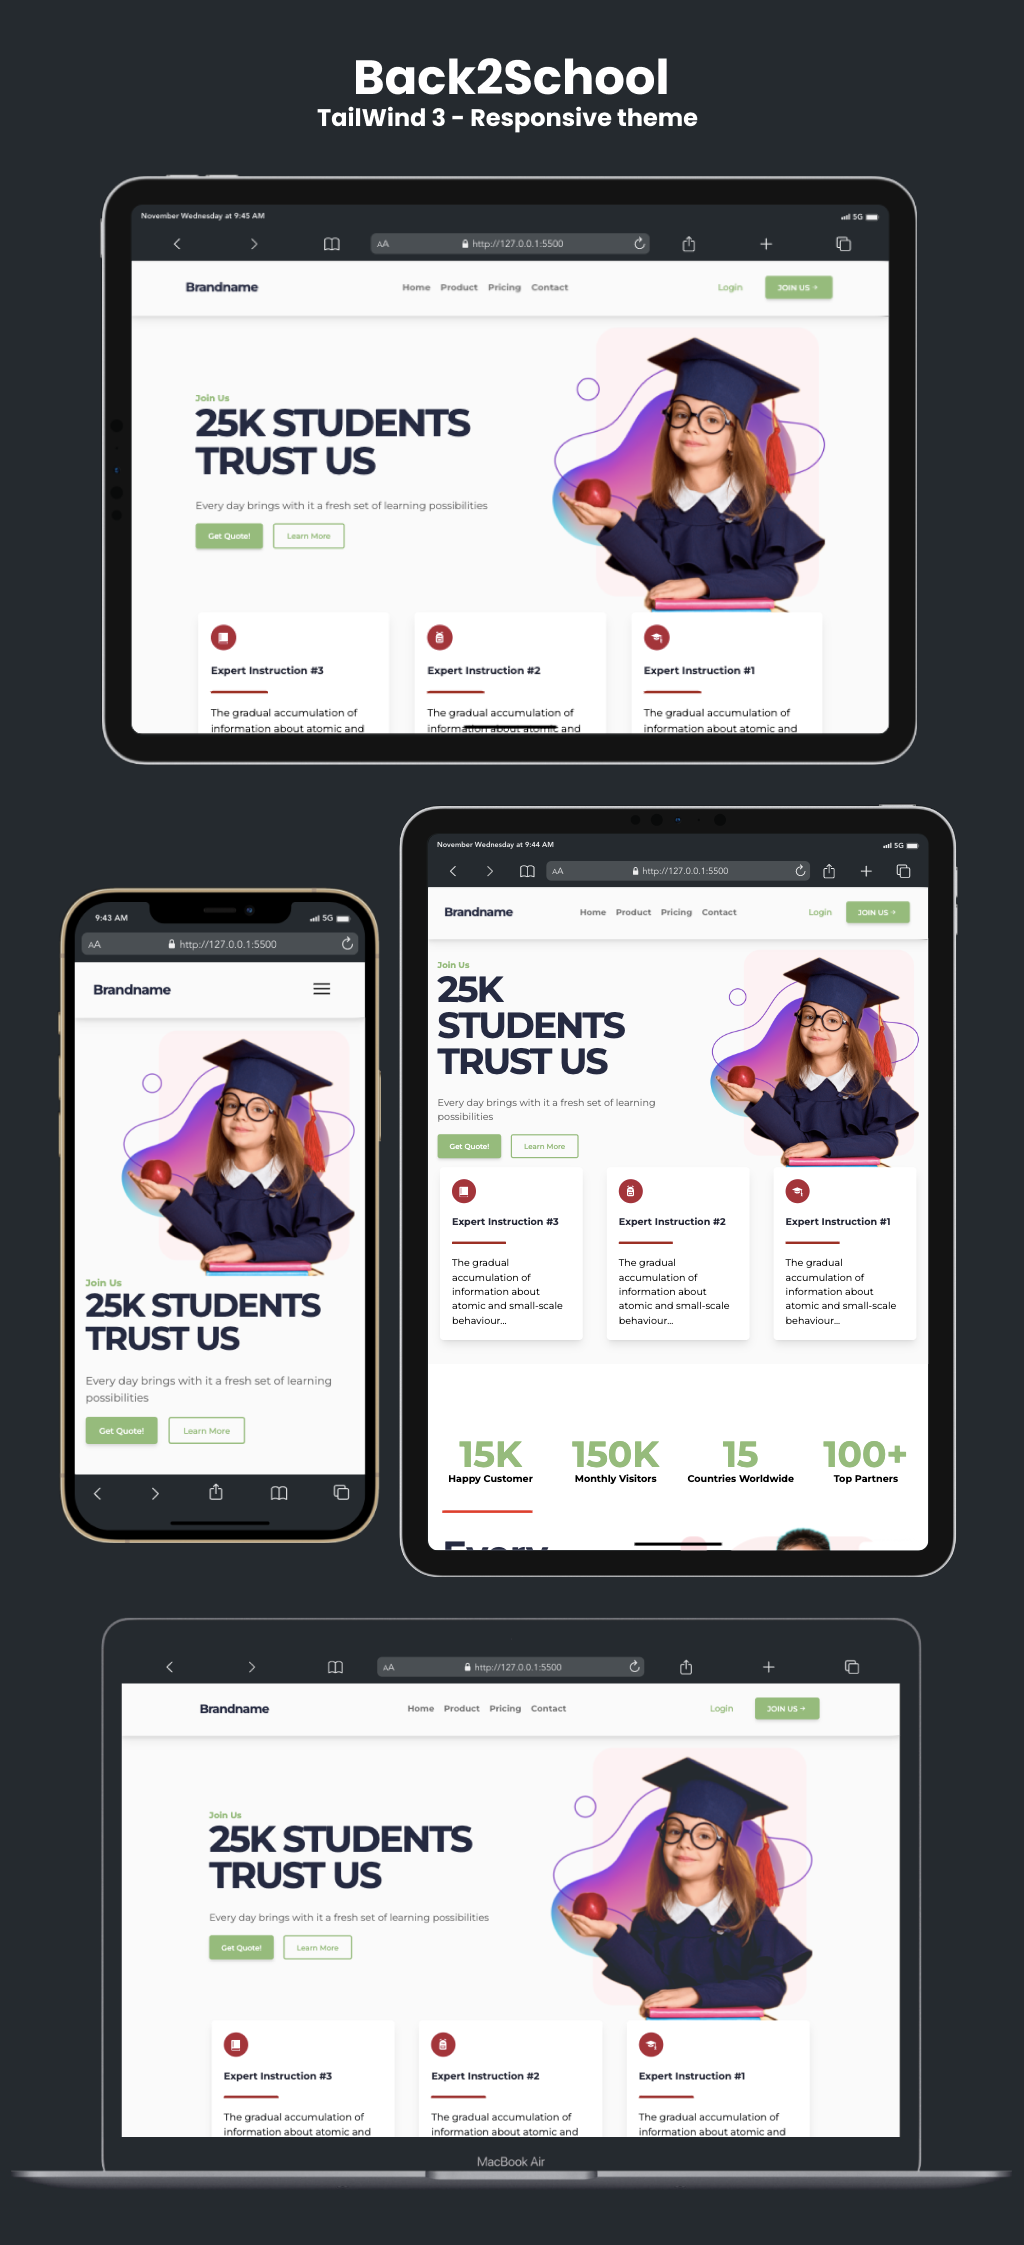 Back2School
TailWind 3 - Responsive theme
November Wednesday at 9:45 AM
5G
AA
http://127.0.0.1:5500
Brandname
Home Product Pricing Contact
Login
JOIN US →
Join Us
25K STUDENTS
TRUST US
Every day brings with it a fresh set of learning possibilities
Get Quote!
Learn More
Expert Instruction #3
The gradual accumulation of
information about atomic and
Expert Instruction #2
The gradual accumulation of
information about atomic and
Expert Instruction #1
The gradual accumulation of
information about atomic and
9:43 AM
5G
AA
http://127.0.0.1:5500
Brandname
Join Us
25K STUDENTS
TRUST US
Every day brings with it a fresh set of learning
possibilities
Get Quote!
Learn More
November Wednesday at 9:44 AM
5G
AA
http://127.0.0.1:5500
Brandname
Home Product Pricing Contact
Login
JOIN US →
Join Us
25K
STUDENTS
TRUST US
Every day brings with it a fresh set of learning
possibilities
Get Quote!
Learn More
Expert Instruction #3
The gradual
accumulation of
information about
atomic and small-scale
behaviour...
Expert Instruction #2
The gradual
accumulation of
information about
atomic and small-scale
behaviour...
Expert Instruction #1
The gradual
accumulation of
information about
atomic and small-scale
behaviour...
15K
Happy Customer
150K
Monthly Visitors
15
Countries Worldwide
100+
Top Partners
Every
AA
http://127.0.0.1:5500
Brandname
Home Product Pricing Contact
Login
JOIN US →
Join Us
25K STUDENTS
TRUST US
Every day brings with it a fresh set of learning possibilities
Get Quote!
Learn More
Expert Instruction #3
The gradual accumulation of
information about atomic and
Expert Instruction #2
The gradual accumulation of
information about atomic and
Expert Instruction #1
The gradual accumulation of
information about atomic and
MacBook Air